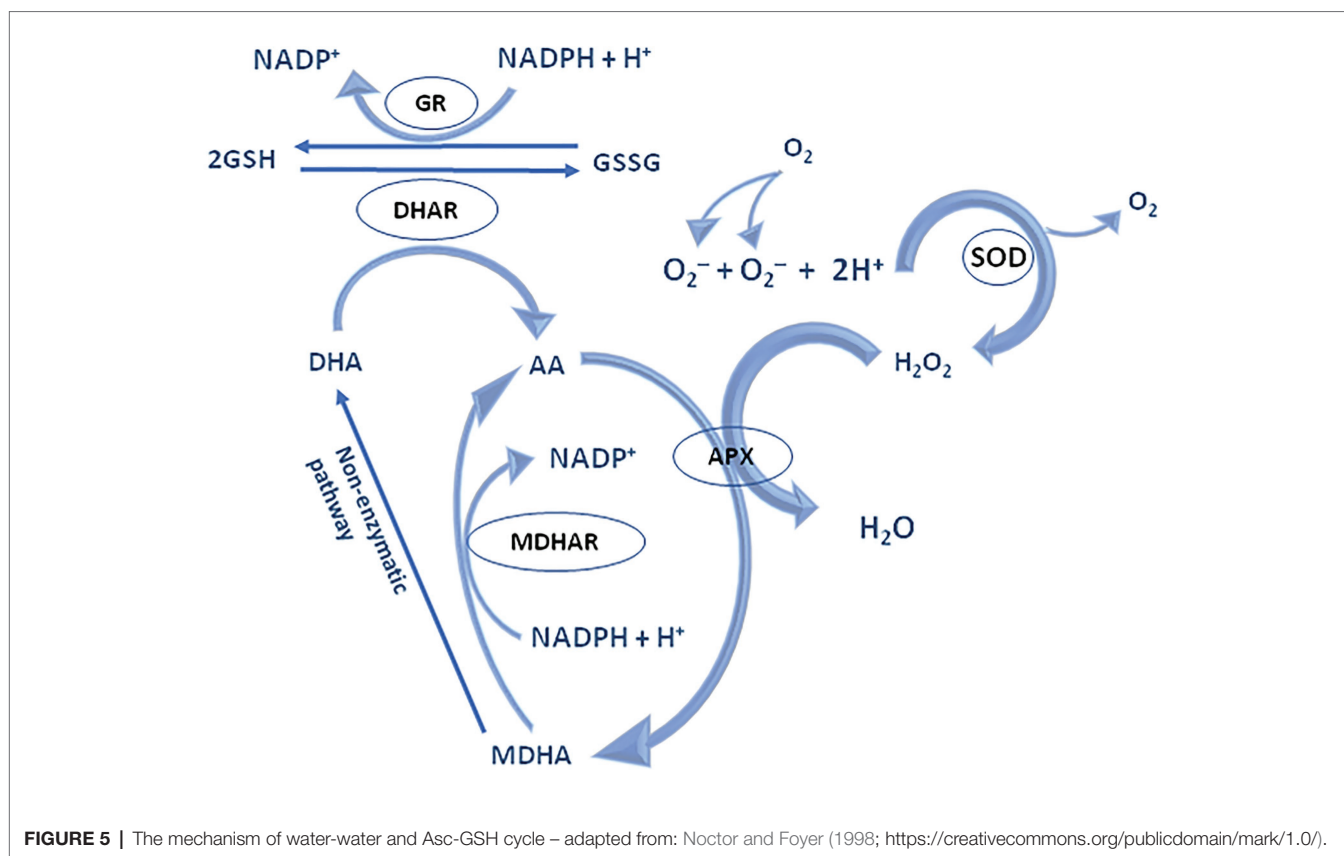 NADP⁺
NADPH + H⁺
GR
2GSH
GSSG
DHAR
O₂
O₂
O₂⁻ + O₂⁻ + 2H⁺
SOD
DHA
AA
H₂O₂
Non-enzymatic
pathway
NADP⁺
APX
MDHAR
H₂O
NADPH + H⁺
MDHA
FIGURE 5 | The mechanism of water-water and Asc-GSH cycle – adapted from: Noctor and Foyer (1998; https://creativecommons.org/publicdomain/mark/1.0/).